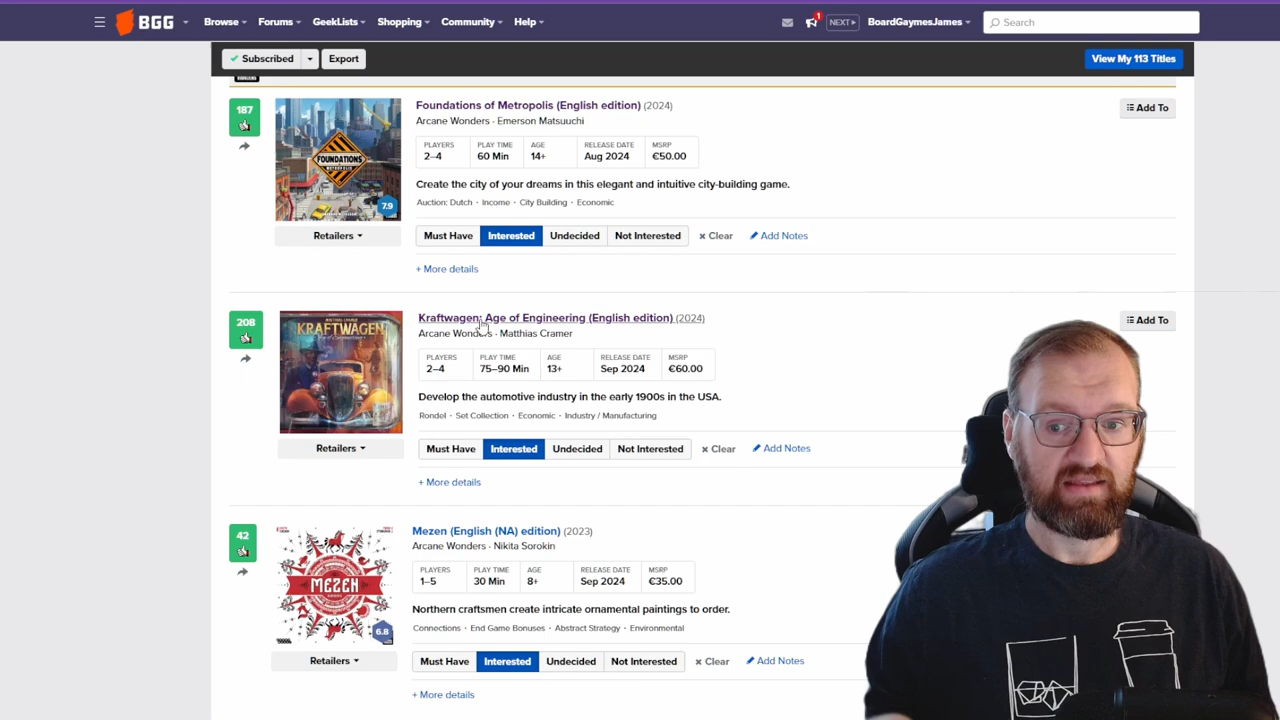 BGG
Browse
Forums
GeekLists
Shopping
Community
Help
1
NEXT
BoardGaymesJames
Search
Subscribed
Export
View My 113 Titles
187
FOUNDATIONS
METROPOLIS
7.9
Retailers
Foundations of Metropolis (English edition) (2024)
Arcane Wonders · Emerson Matsuuchi
PLAYERS PLAY TIME AGE RELEASE DATE MSRP
2–4 60 Min 14+ Aug 2024 €50.00
Create the city of your dreams in this elegant and intuitive city-building game.
Auction: Dutch · Income · City Building · Economic
Must Have Interested Undecided Not Interested Clear Add Notes
+ More details
Add To
208
KRAFTWAGEN
Retailers
Kraftwagen: Age of Engineering (English edition) (2024)
Arcane Wonders · Matthias Cramer
PLAYERS PLAY TIME AGE RELEASE DATE MSRP
2–4 75–90 Min 13+ Sep 2024 €60.00
Develop the automotive industry in the early 1900s in the USA.
Rondel · Set Collection · Economic · Industry / Manufacturing
Must Have Interested Undecided Not Interested Clear Add Notes
+ More details
Add To
42
MEZEN
6.8
Retailers
Mezen (English (NA) edition) (2023)
Arcane Wonders · Nikita Sorokin
PLAYERS PLAY TIME AGE RELEASE DATE MSRP
1–5 30 Min 8+ Sep 2024 €35.00
Northern craftsmen create intricate ornamental paintings to order.
Connections · End Game Bonuses · Abstract Strategy · Environmental
Must Have Interested Undecided Not Interested Clear Add Notes
+ More details